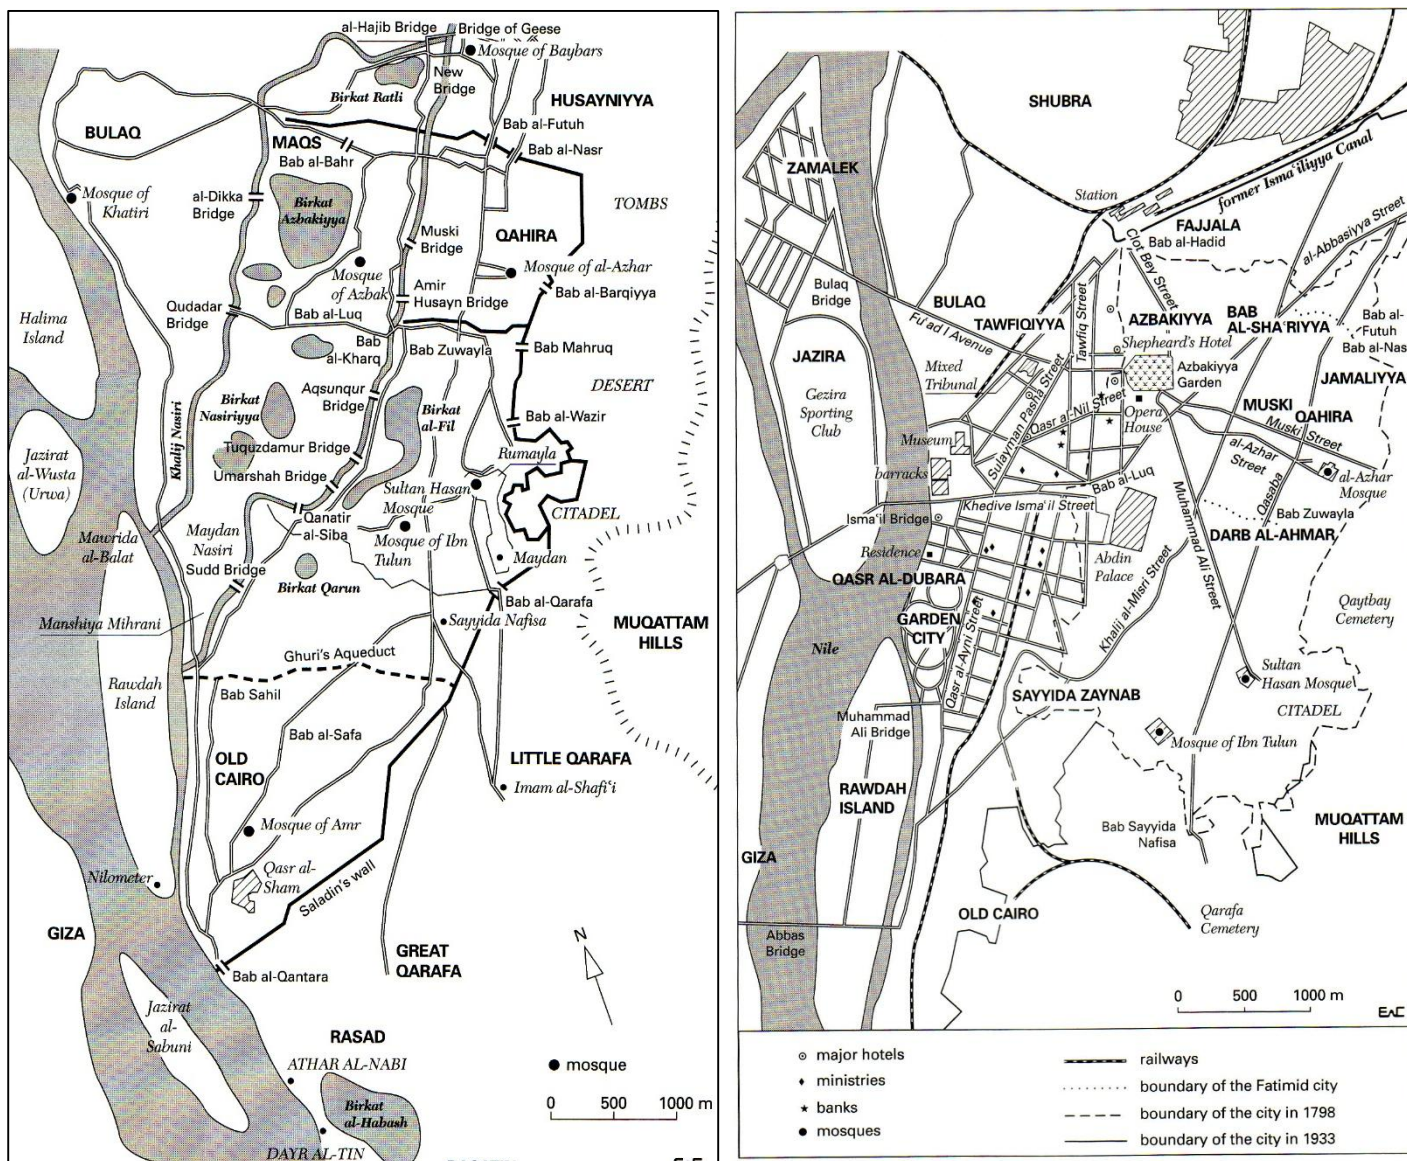 al-Hajib Bridge
Bridge of Geese
Mosque of Baybars
New
Bridge
Birkat Ratli
HUSAYNIYYA
BULAQ
MAQS
Bab al-Futuh
Bab al-Bahr
Bab al-Nasr
Mosque of
Khatiri
al-Dikka
Bridge
Birkat
Azbakiyya
TOMBS
Muski
Bridge
QAHIRA
Mosque
of Azbak
Mosque of al-Azhar
Amir
Husayn Bridge
Bab al-Barqiyya
Halima
Island
Qudadar
Bridge
Bab al-Luq
Bab
al-Kharq
Bab Zuwayla
Bab Mahruq
Aqsunqur
Bridge
DESERT
Birkat
Nasiriyya
Birkat
al-Fil
Bab al-Wazir
Khalij Nasiri
Tuquzdamur Bridge
Rumayla
Jazirat
al-Wusta
(Urwa)
Umarshah Bridge
Sultan Hasan
Mosque
Qanatir
al-Siba
CITADEL
Mawrida
al-Balat
Maydan
Nasiri
Sudd Bridge
Mosque of Ibn
Tulun
Maydan
Birkat Qarun
Bab al-Qarafa
Manshiya Mihrani
Sayyida Nafisa
MUQATTAM
HILLS
Ghuri's Aqueduct
Rawdah
Island
Bab Sahil
Bab al-Safa
OLD
CAIRO
LITTLE QARAFA
Imam al-Shafi‘i
Mosque of Amr
Nilometer
Qasr al-
Sham
Saladin's wall
GIZA
GREAT
QARAFA
N
Bab al-Qantara
Jazirat
al-
Sabuni
RASAD
ATHAR AL-NABI
mosque
Birkat
al-Habash
0 500 1000 m
DAYR AL-TIN
SHUBRA
ZAMALEK
Station
former Isma‘iliyya Canal
FAJJALA
Bab al-Hadid
Clot Bey Street
al-Abbasiyya Street
Bulaq
Bridge
BULAQ
Fu'ad I Avenue
TAWFIQIYYA
Tawfiq Street
AZBAKIYYA
BAB
AL-SHA‘RIYYA
Bab al-
Futuh
Bab al-Nasr
Shepheard's Hotel
JAZIRA
Mixed
Tribunal
Azbakiyya
Garden
JAMALIYYA
Gezira
Sporting
Club
Sulayman Pasha Street
Qasr al-Nil Street
Opera
House
MUSKI
QAHIRA
Muski Street
Museum
al-Azhar
Street
barracks
Bab al-Luq
Qasaba
al-Azhar
Mosque
Isma‘il Bridge
Khedive Isma‘il Street
Muhammad Ali Street
Bab Zuwayla
Residence
Abdin
Palace
DARB AL-AHMAR
QASR AL-DUBARA
GARDEN
CITY
Qasr al-Ayni Street
Khalij al-Misri Street
Qaytbay
Cemetery
Nile
SAYYIDA ZAYNAB
Sultan
Hasan Mosque
CITADEL
Muhammad
Ali Bridge
Mosque of Ibn Tulun
RAWDAH
ISLAND
Bab Sayyida
Nafisa
MUQATTAM
HILLS
GIZA
OLD CAIRO
Qarafa
Cemetery
Abbas
Bridge
0 500 1000 m
major hotels
ministries
banks
mosques
railways
boundary of the Fatimid city
boundary of the city in 1798
boundary of the city in 1933